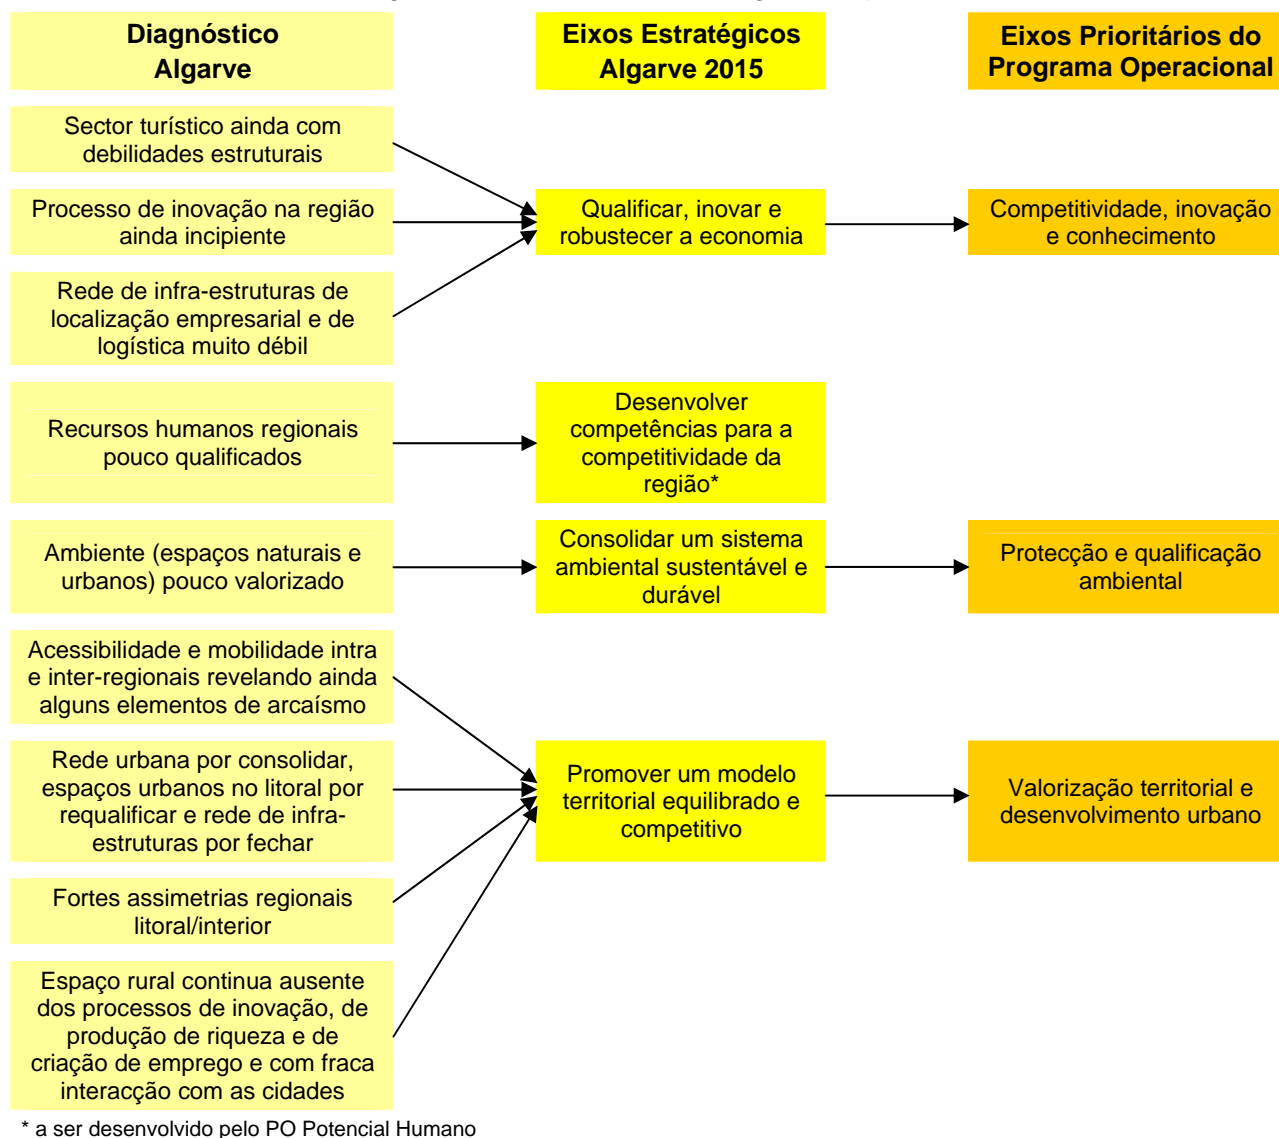 Diagnóstico
Algarve
Eixos Estratégicos
Algarve 2015
Eixos Prioritários do
Programa Operacional
Sector turístico ainda com
debilidades estruturais
Processo de inovação na região
ainda incipiente
Rede de infra-estruturas de
localização empresarial e de
logística muito débil
Qualificar, inovar e
robustecer a economia
Competitividade, inovação
e conhecimento
Recursos humanos regionais
pouco qualificados
Desenvolver
competências para a
competitividade da
região*
Ambiente (espaços naturais e
urbanos) pouco valorizado
Consolidar um sistema
ambiental sustentável e
durável
Protecção e qualificação
ambiental
Acessibilidade e mobilidade intra
e inter-regionais revelando ainda
alguns elementos de arcaísmo
Rede urbana por consolidar,
espaços urbanos no litoral por
requalificar e rede de infra-
estruturas por fechar
Fortes assimetrias regionais
litoral/interior
Espaço rural continua ausente
dos processos de inovação, de
produção de riqueza e de
criação de emprego e com fraca
interacção com as cidades
Promover um modelo
territorial equilibrado e
competitivo
Valorização territorial e
desenvolvimento urbano
* a ser desenvolvido pelo PO Potencial Humano